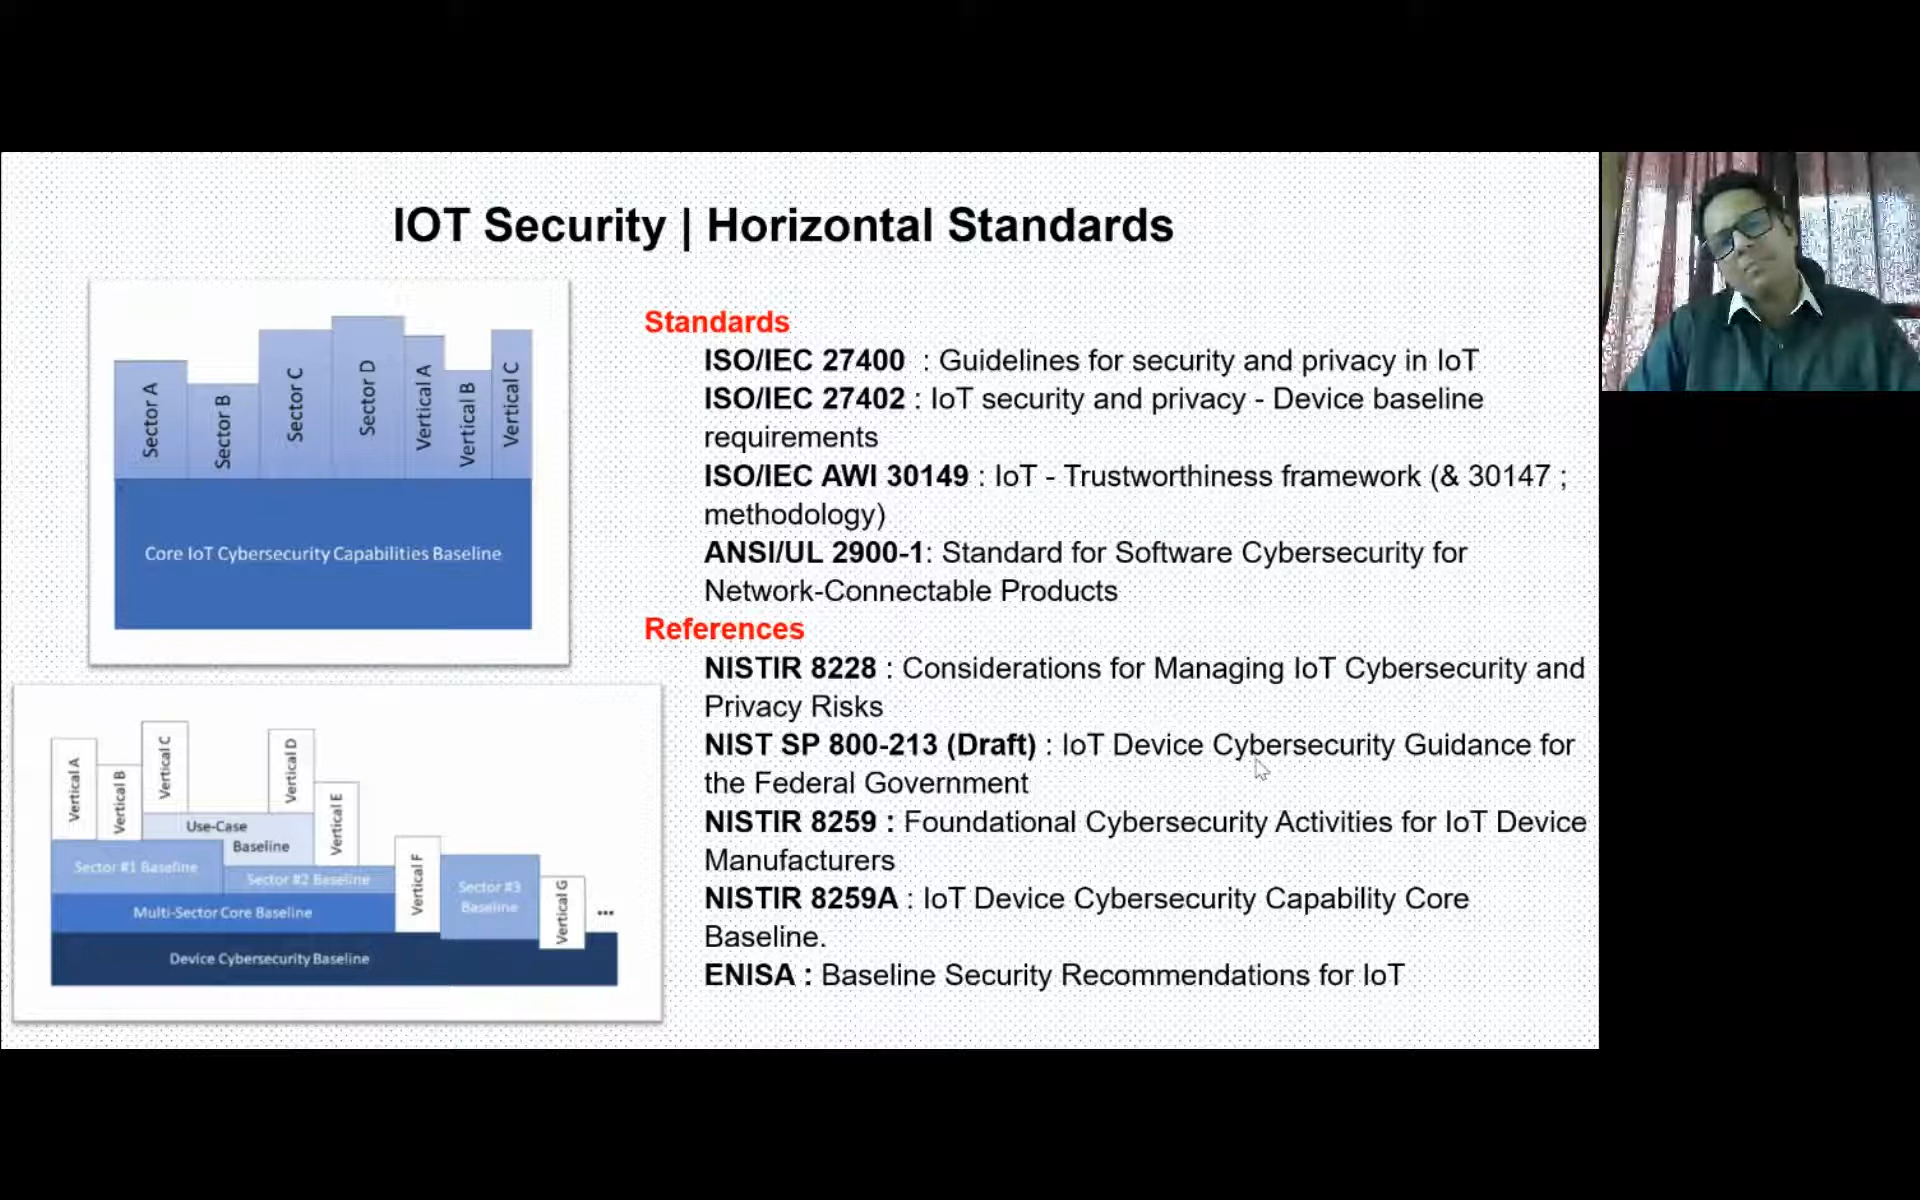 IOT Security | Horizontal Standards
Sector A
Sector B
Sector C
Sector D
Vertical A
Vertical B
Vertical C
Core IoT Cybersecurity Capabilities Baseline
Vertical A
Vertical B
Vertical C
Vertical D
Vertical E
Use-Case
Baseline
Sector #1 Baseline
Sector #2 Baseline
Vertical F
Sector #3
Baseline
Vertical G
...
Multi-Sector Core Baseline
Device Cybersecurity Baseline
Standards
ISO/IEC 27400 : Guidelines for security and privacy in IoT
ISO/IEC 27402 : IoT security and privacy - Device baseline
requirements
ISO/IEC AWI 30149 : IoT - Trustworthiness framework (& 30147 ;
methodology)
ANSI/UL 2900-1: Standard for Software Cybersecurity for
Network-Connectable Products
References
NISTIR 8228 : Considerations for Managing IoT Cybersecurity and
Privacy Risks
NIST SP 800-213 (Draft) : IoT Device Cybersecurity Guidance for
the Federal Government
NISTIR 8259 : Foundational Cybersecurity Activities for IoT Device
Manufacturers
NISTIR 8259A : IoT Device Cybersecurity Capability Core
Baseline.
ENISA : Baseline Security Recommendations for IoT